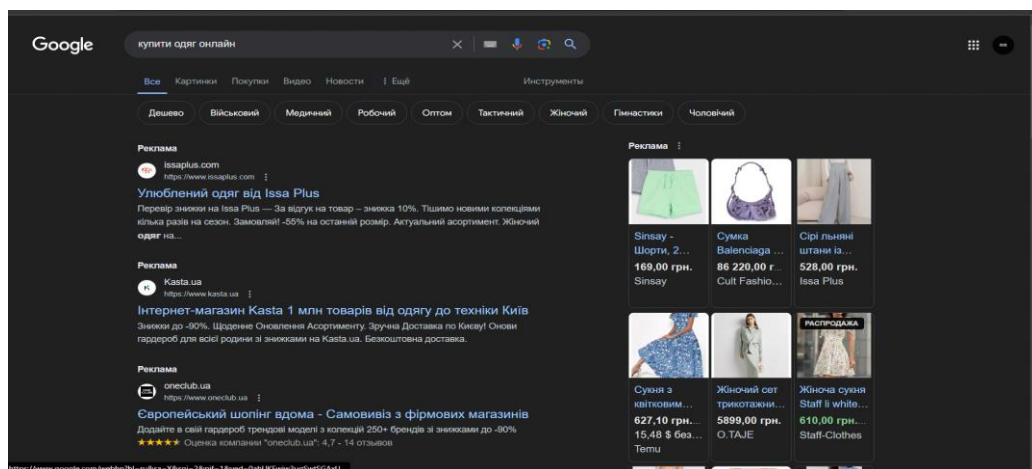 Google
купити одяг онлайн
Все Картинки Покупки Видео Новости Ещё Инструменты
Дешево Військовий Медичний Робочий Оптом Тактичний Жіночий Гімнастики Чоловічий
Реклама
issaplus.com
https://www.issaplus.com
Улюблений одяг від Issa Plus
Перевір знижки на Issa Plus — За відгук на товар – знижка 10%. Тішимо новими колекціями
кілька разів на сезон. Замовляй! -55% на останній розмір. Актуальний асортимент. Жіночий
одяг на...
Реклама
Kasta.ua
https://www.kasta.ua
Інтернет-магазин Kasta 1 млн товарів від одягу до техніки Київ
Знижки до -90%. Щоденне Оновлення Асортименту. Зручна Доставка по Києву! Онови
гардероб для всієї родини зі знижками на Kasta.ua. Безкоштовна доставка.
Реклама
oneclub.ua
https://www.oneclub.ua
Європейський шопінг вдома - Самовивіз з фірмових магазинів
Додайте в свій гардероб трендові моделі з колекцій 250+ брендів зі знижками до -90%
Оценка компании "oneclub.ua": 4,7 - 14 отзывов
Реклама
Sinsay -
Шорти, 2...
169,00 грн.
Sinsay
Сумка
Balenciaga ...
86 220,00 г...
Cult Fashio...
Сірі льняні
штани із...
528,00 грн.
Issa Plus
Сукня з
квітковим...
627,10 грн.
15,48 $ без...
Temu
Жіночий сет
трикотажни...
5899,00 грн.
O.TAJE
РАСПРОДАЖА
Жіноча сукня
Staff li white...
610,00 грн....
Staff-Clothes